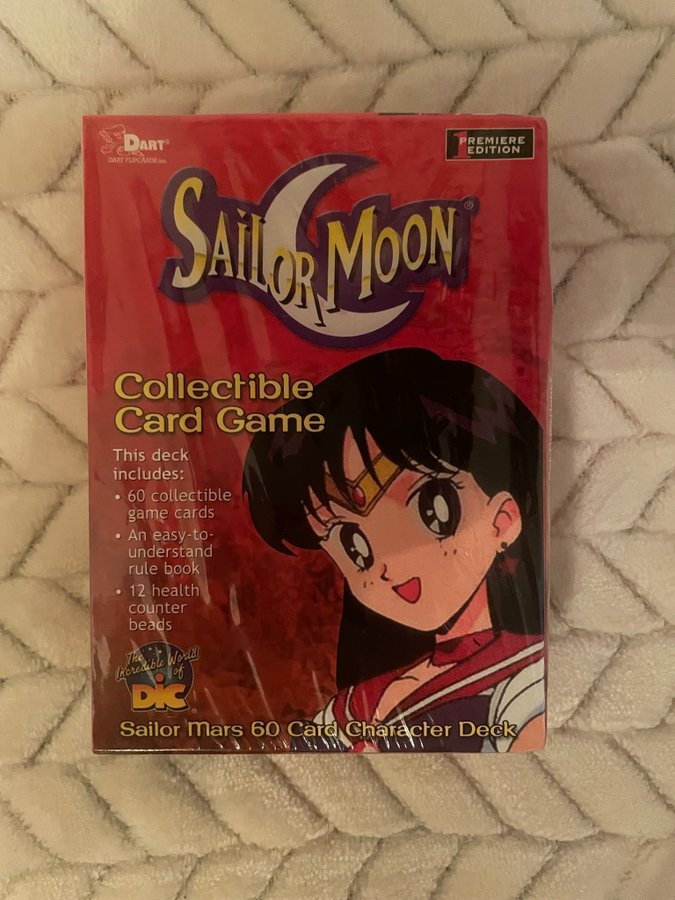 DART®
DART FLIPCARDS INC.
1 PREMIERE
EDITION
SAILOR MOON®
Collectible
Card Game
This deck
includes:
• 60 collectible
game cards
• An easy-to-
understand
rule book
• 12 health
counter
beads
The
Incredible World
of
DIC®
Sailor Mars 60 Card Character Deck